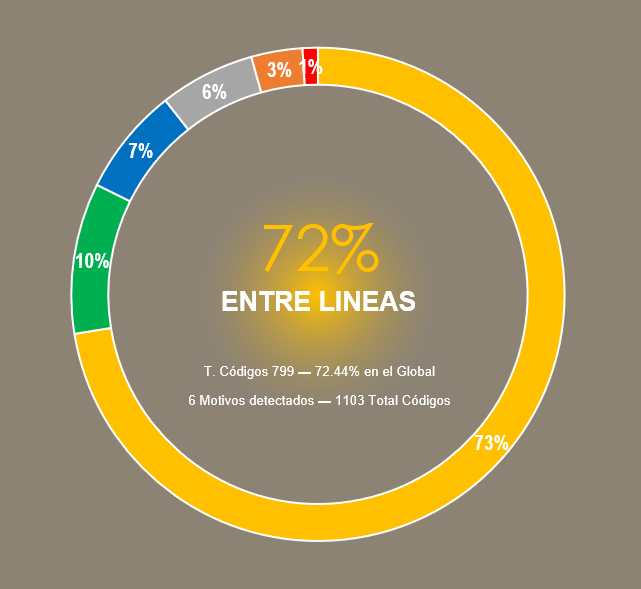 3% 1%
6%
7%
72%
10%
ENTRE LINEAS
T. Códigos 799 — 72.44% en el Global
6 Motivos detectados — 1103 Total Códigos
73%